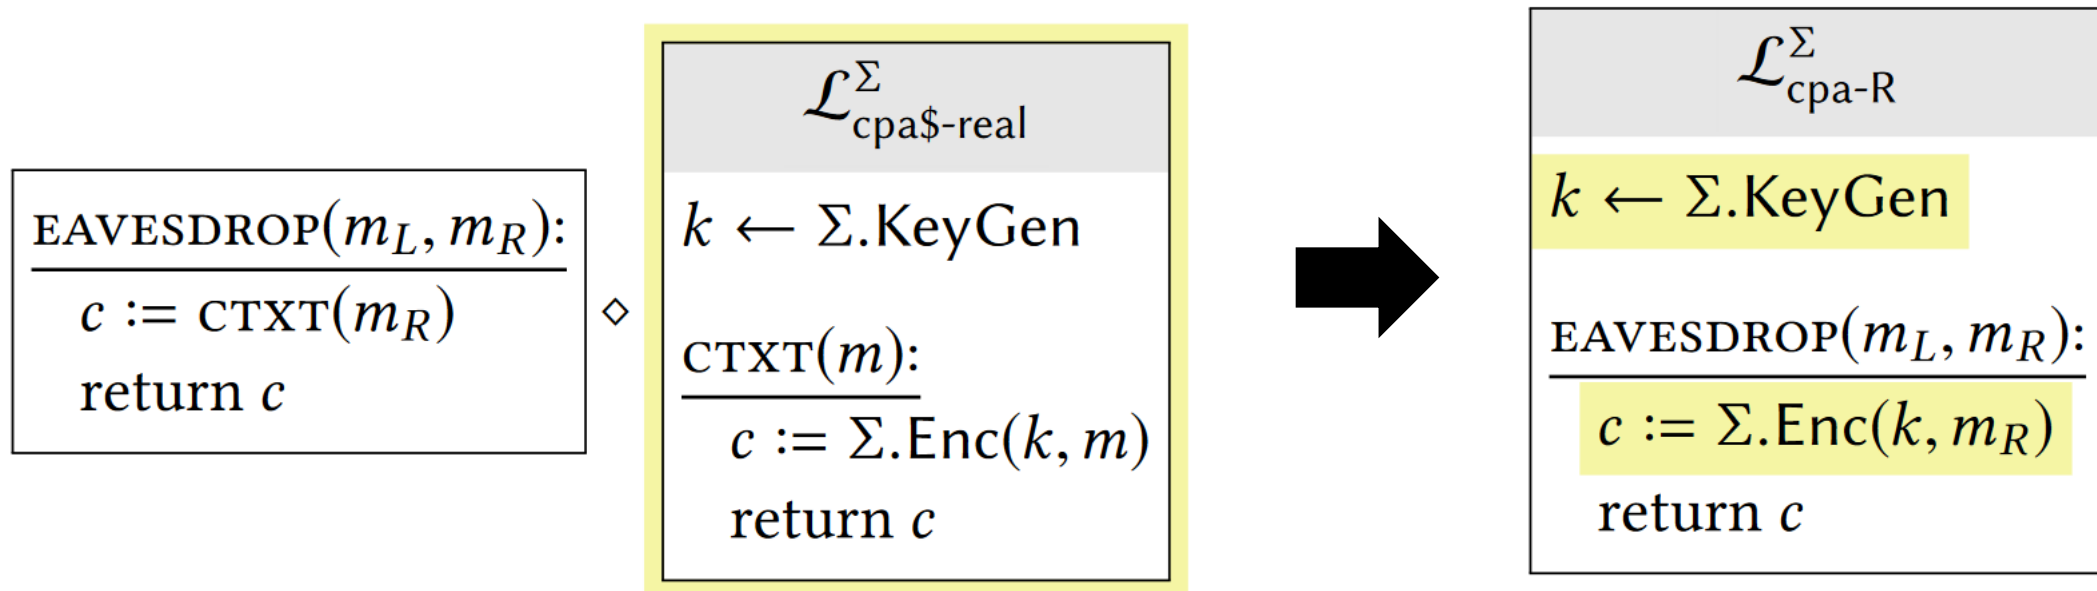 EAVESDROP(m_L, m_R):
c := CTXT(m_R)
return c
⋄
ℒ^Σ_cpa$-real
k ← Σ.KeyGen
CTXT(m):
c := Σ.Enc(k, m)
return c
ℒ^Σ_cpa-R
k ← Σ.KeyGen
EAVESDROP(m_L, m_R):
c := Σ.Enc(k, m_R)
return c